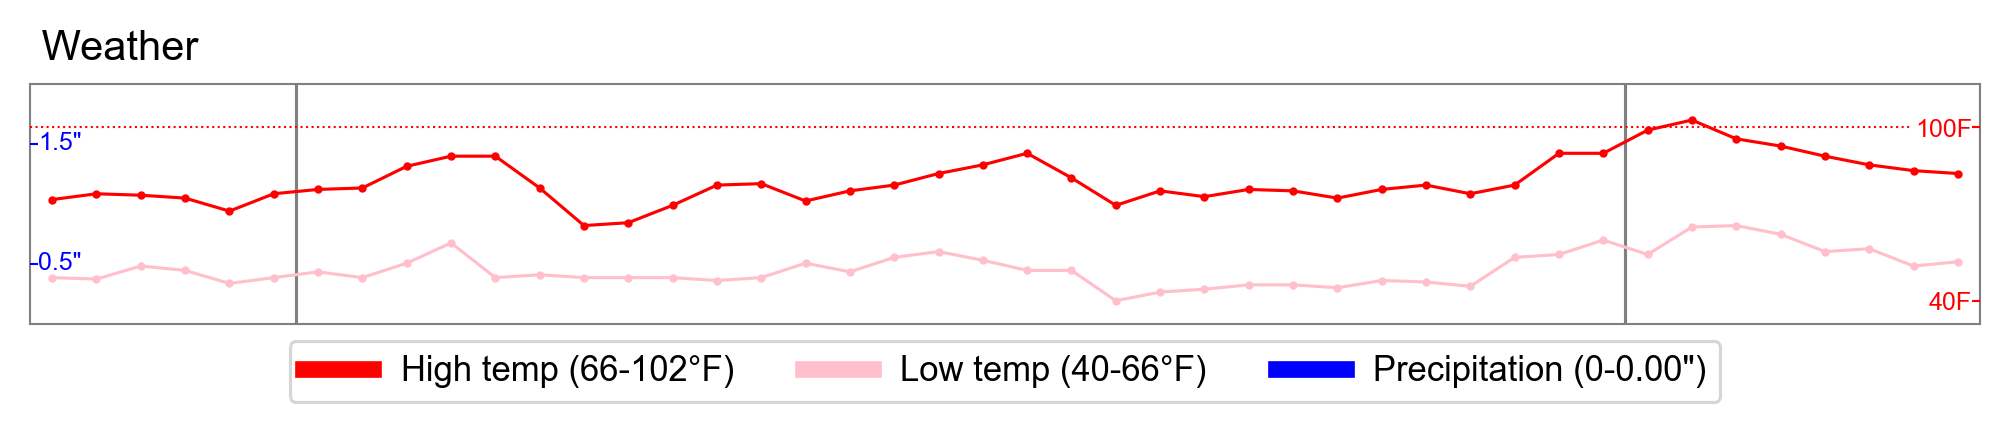 Weather
1.5"
100F
0.5"
40F
High temp (66-102°F) Low temp (40-66°F) Precipitation (0-0.00")